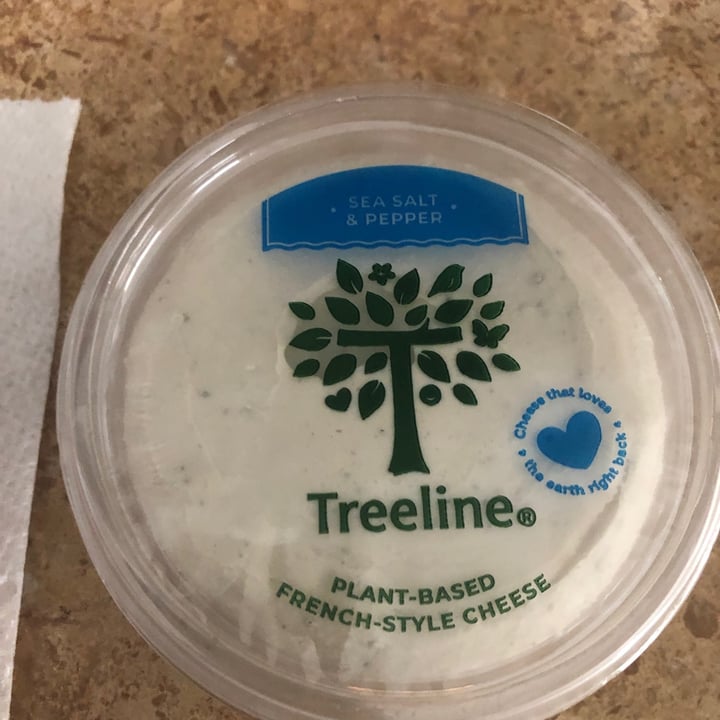 SEA SALT
& PEPPER
Cheese that loves
the earth right back
Treeline®
PLANT-BASED
FRENCH-STYLE CHEESE